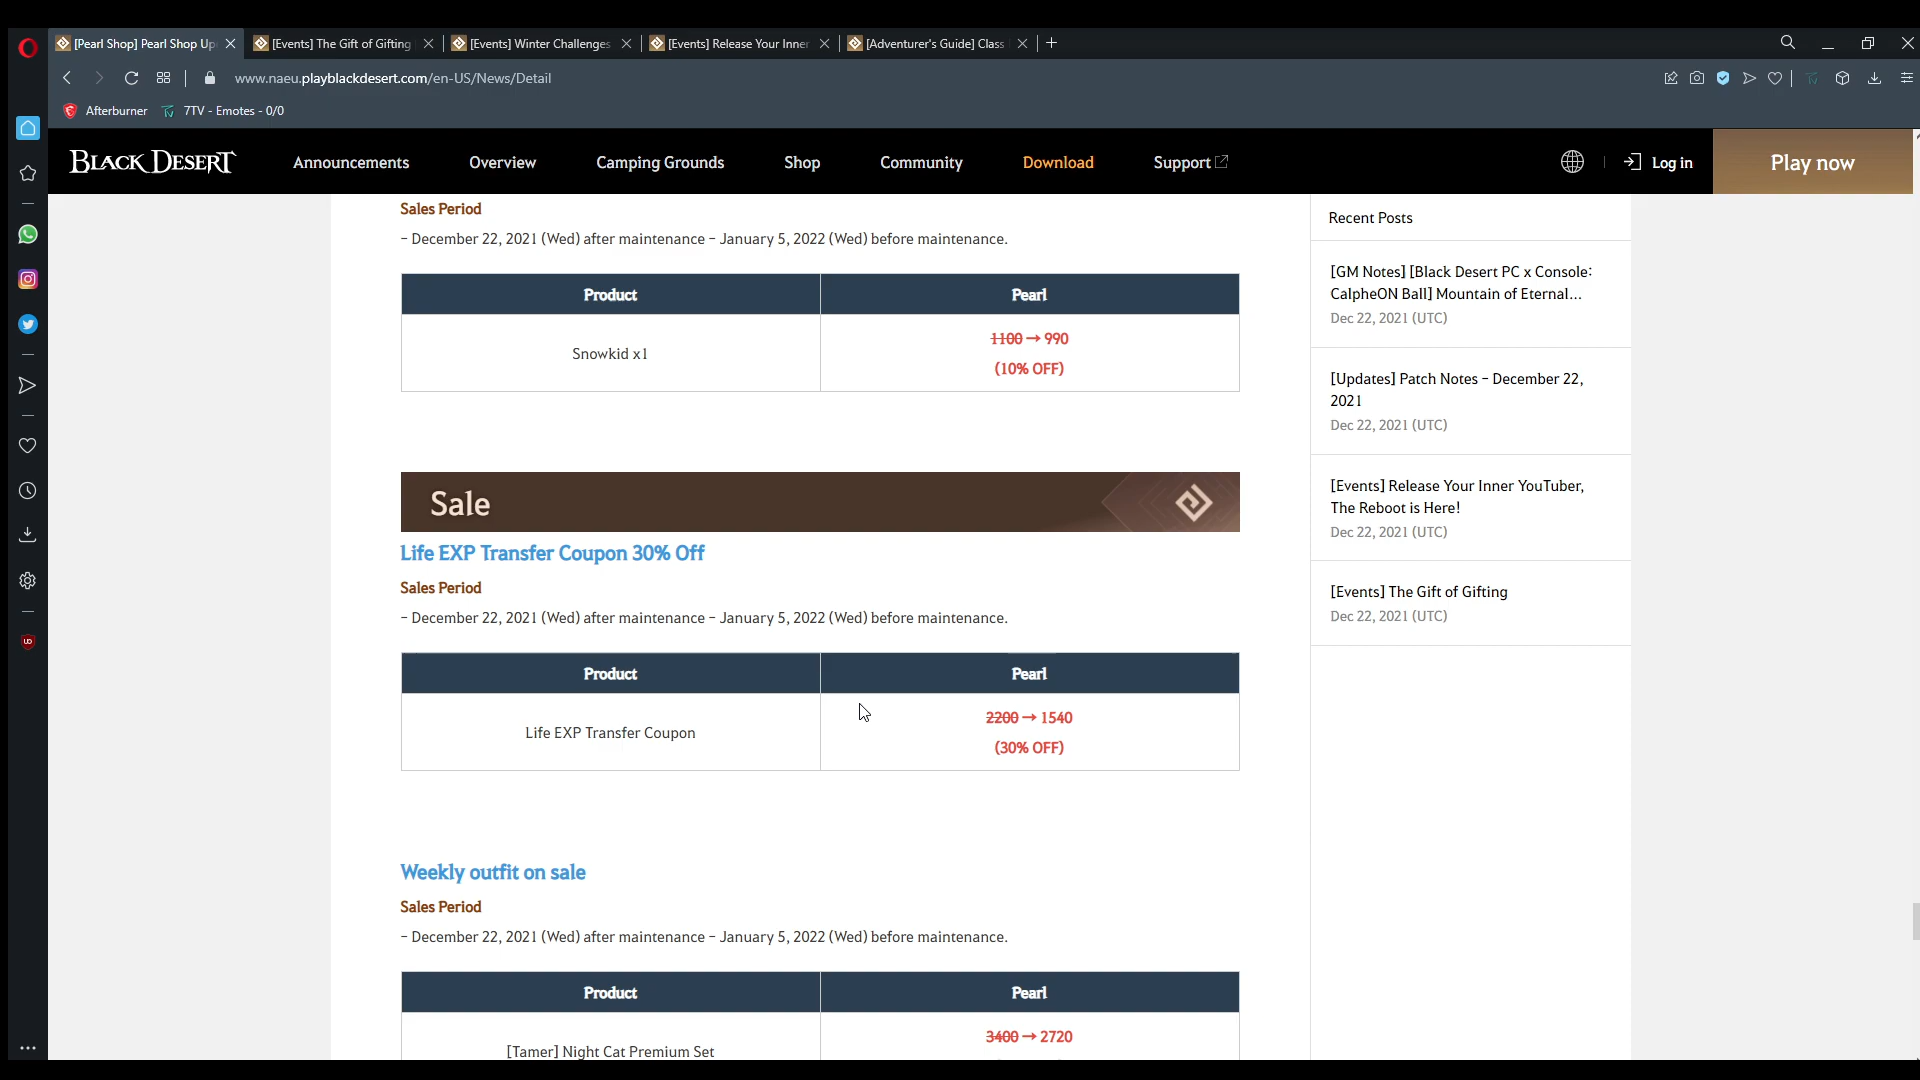 [Pearl Shop] Pearl Shop Up
[Events] The Gift of Gifting
[Events] Winter Challenges
[Events] Release Your Inner
[Adventurer's Guide] Class
www.naeu.playblackdesert.com/en-US/News/Detail
Afterburner
7TV - Emotes - 0/0
BLACK DESERT
Announcements
Overview
Camping Grounds
Shop
Community
Download
Support
Log in
Play now
Sales Period
- December 22, 2021 (Wed) after maintenance - January 5, 2022 (Wed) before maintenance.
Product
Pearl
Snowkid x1
1100 → 990
(10% OFF)
Sale
Life EXP Transfer Coupon 30% Off
Sales Period
- December 22, 2021 (Wed) after maintenance - January 5, 2022 (Wed) before maintenance.
Product
Pearl
Life EXP Transfer Coupon
2200 → 1540
(30% OFF)
Weekly outfit on sale
Sales Period
- December 22, 2021 (Wed) after maintenance - January 5, 2022 (Wed) before maintenance.
Product
Pearl
[Tamer] Night Cat Premium Set
3400 → 2720
Recent Posts
[GM Notes] [Black Desert PC x Console:
CalpheON Ball] Mountain of Eternal...
Dec 22, 2021 (UTC)
[Updates] Patch Notes - December 22,
2021
Dec 22, 2021 (UTC)
[Events] Release Your Inner YouTuber,
The Reboot is Here!
Dec 22, 2021 (UTC)
[Events] The Gift of Gifting
Dec 22, 2021 (UTC)